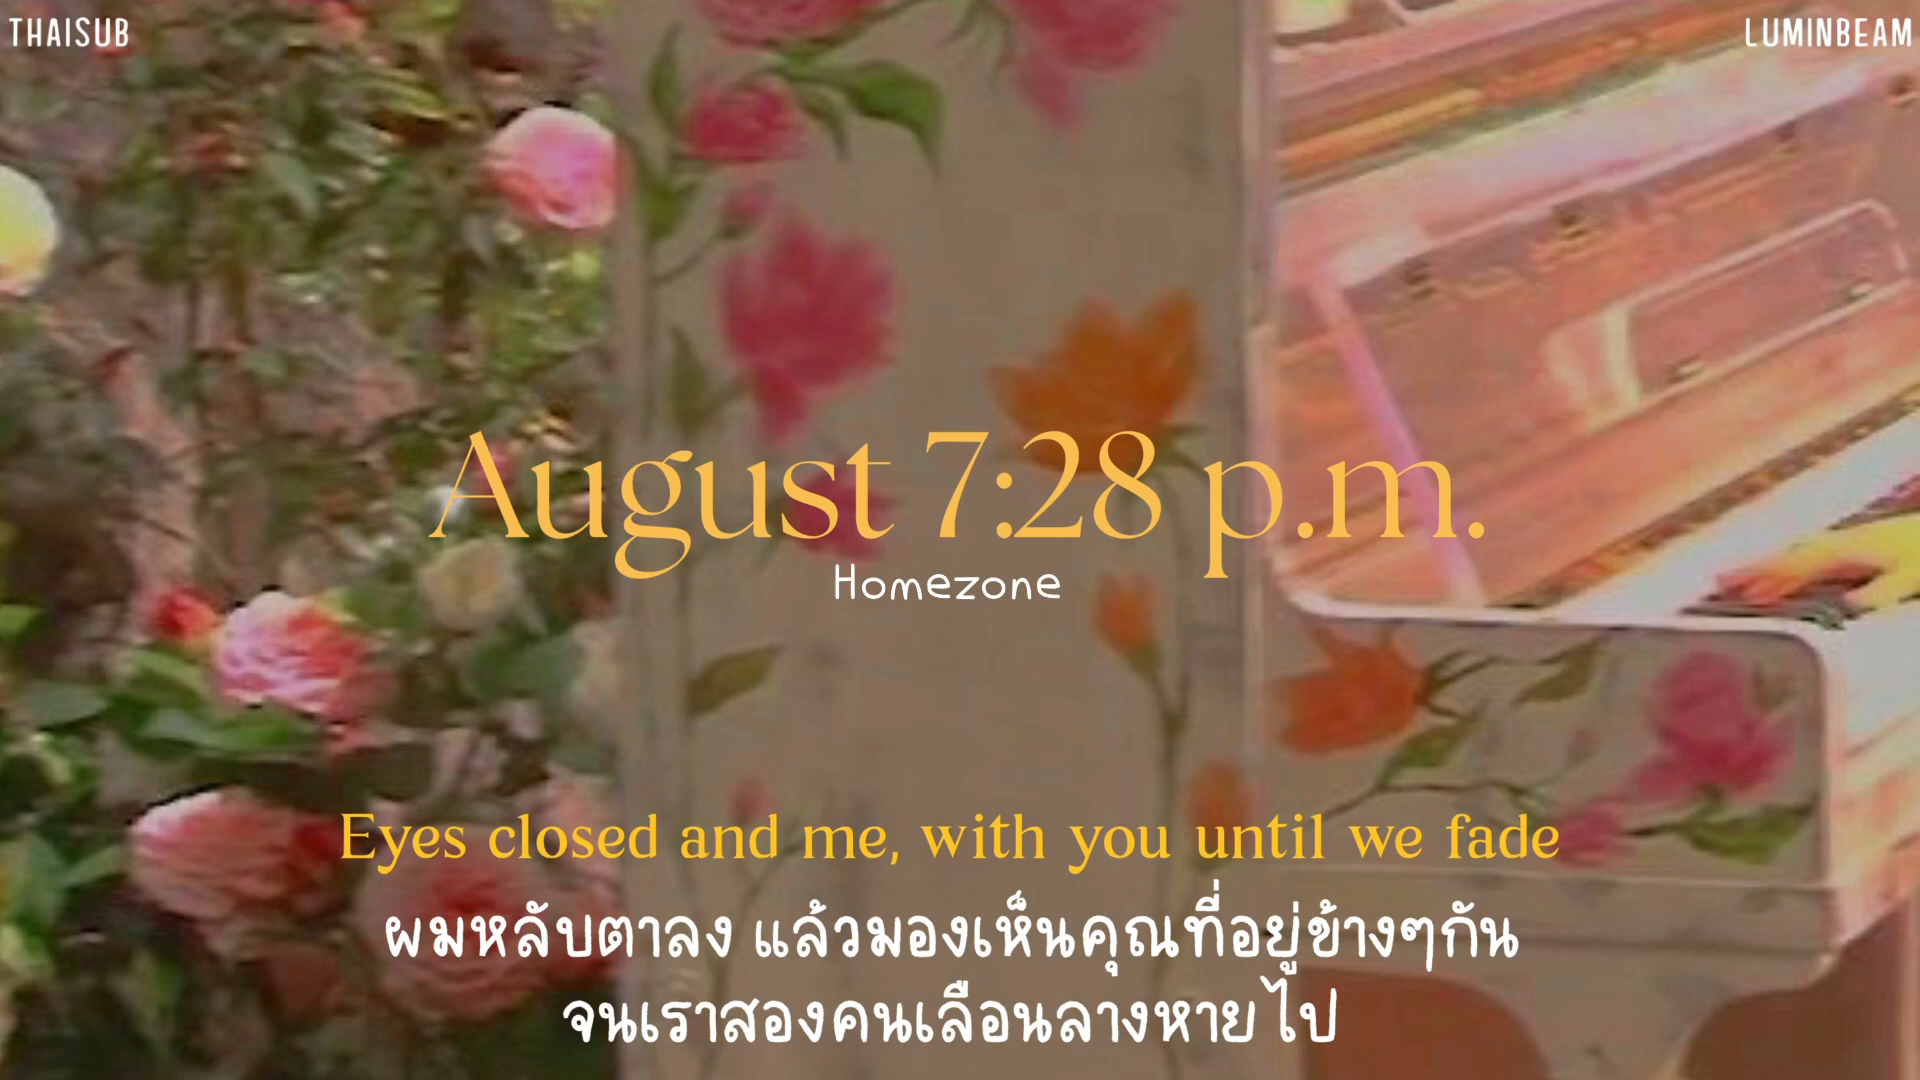 THAISUB
LUMINBEAM
August 7:28 p.m.
Homezone
Eyes closed and me, with you until we fade
ผมหลับตาลง แล้วมองเห็นคุณที่อยู่ข้างๆกัน
จนเราสองคนเลือนลางหายไป